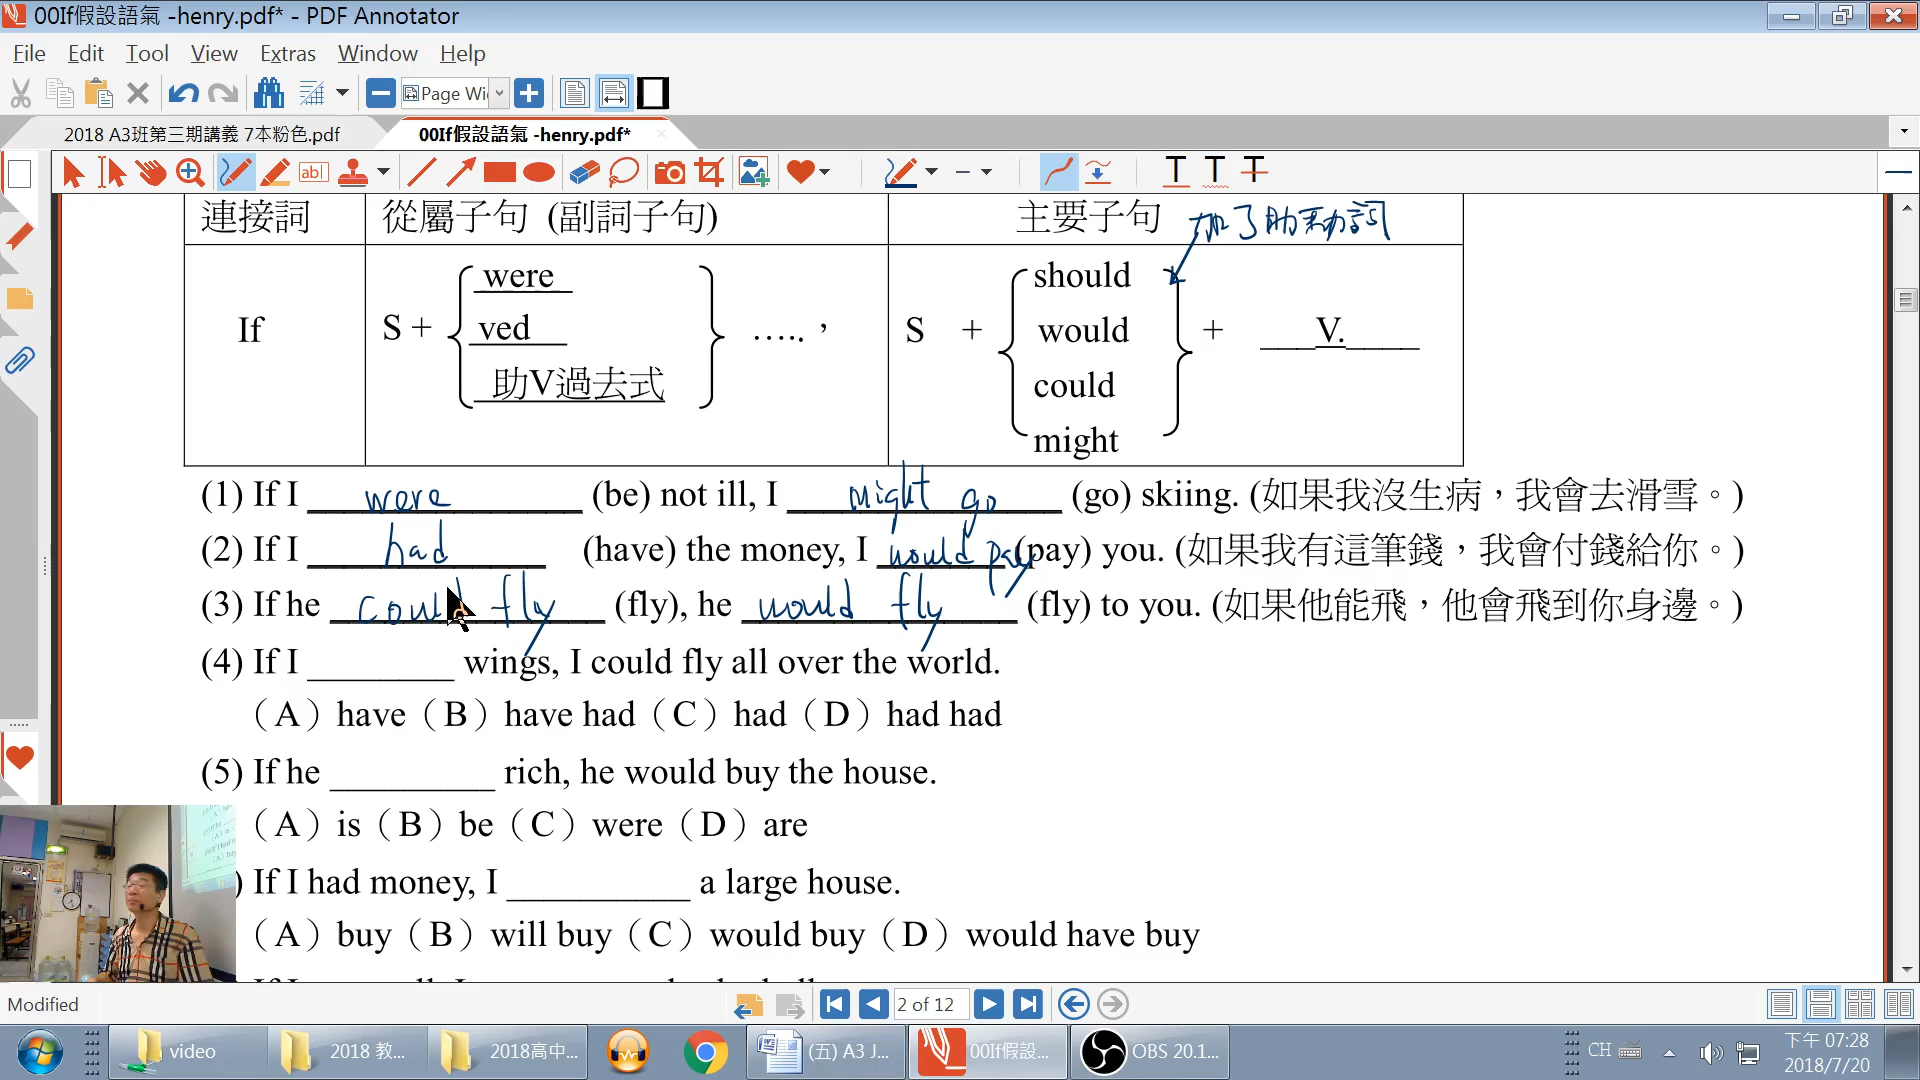 00If假設語氣 -henry.pdf* - PDF Annotator
File Edit Tool View Extras Window Help
Page Wi
2018 A3班第三期講義 7本粉色.pdf 00If假設語氣 -henry.pdf*
連接詞 從屬子句 (副詞子句) 主要子句 加了助動詞
were should
If S + ved ….. , S + would + ___V.____
助V過去式 could
might
(1) If I were (be) not ill, I might go (go) skiing. (如果我沒生病，我會去滑雪。)
(2) If I had (have) the money, I would pay (pay) you. (如果我有這筆錢，我會付錢給你。)
(3) If he could fly (fly), he would fly (fly) to you. (如果他能飛，他會飛到你身邊。)
(4) If I ________ wings, I could fly all over the world.
（A）have（B）have had（C）had（D）had had
(5) If he _________ rich, he would buy the house.
（A）is（B）be（C）were（D）are
) If I had money, I __________ a large house.
（A）buy（B）will buy（C）would buy（D）would have buy
Modified 2 of 12
video 2018 教... 2018高中... (五) A3 J... 00If假設... OBS 20.1... CH 下午 07:28
2018/7/20